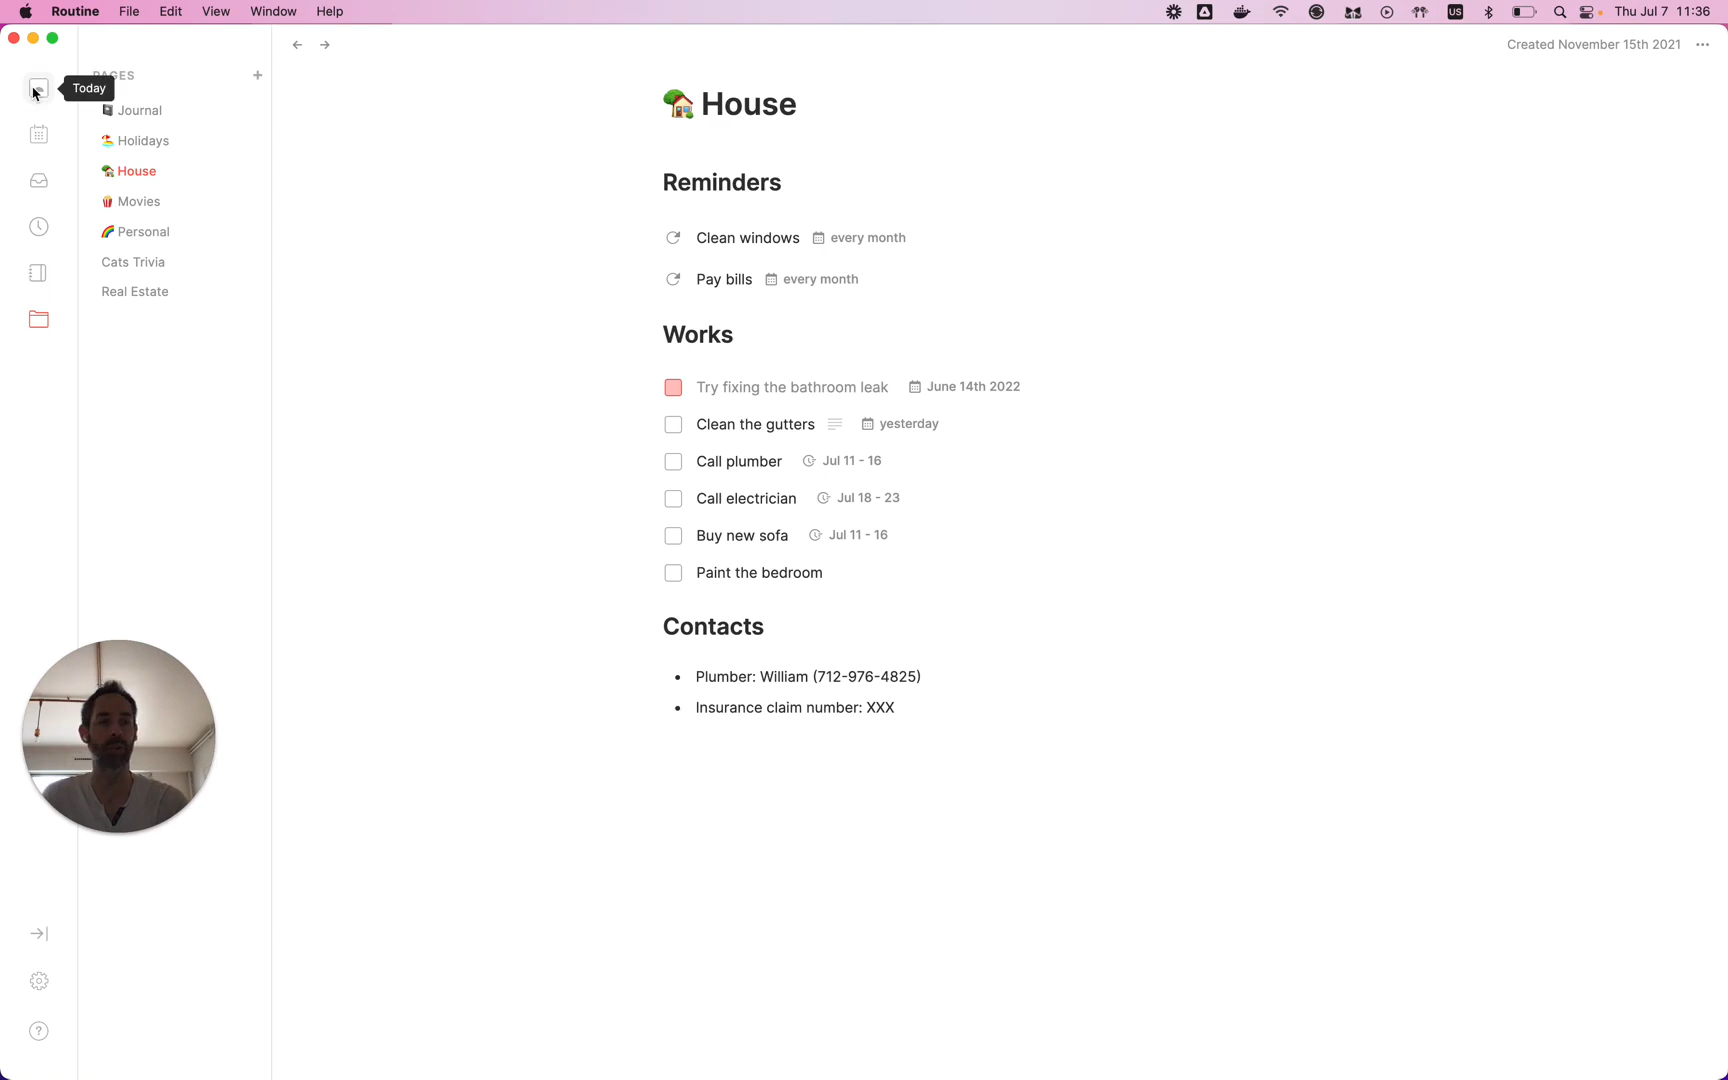 Routine File Edit View Window Help US Thu Jul 7 11:36
Created November 15th 2021
Today
PAGES
Journal
Holidays
House
Movies
Personal
Cats Trivia
Real Estate
House
Reminders
Clean windows every month
Pay bills every month
Works
Try fixing the bathroom leak June 14th 2022
Clean the gutters yesterday
Call plumber Jul 11 - 16
Call electrician Jul 18 - 23
Buy new sofa Jul 11 - 16
Paint the bedroom
Contacts
• Plumber: William (712-976-4825)
• Insurance claim number: XXX